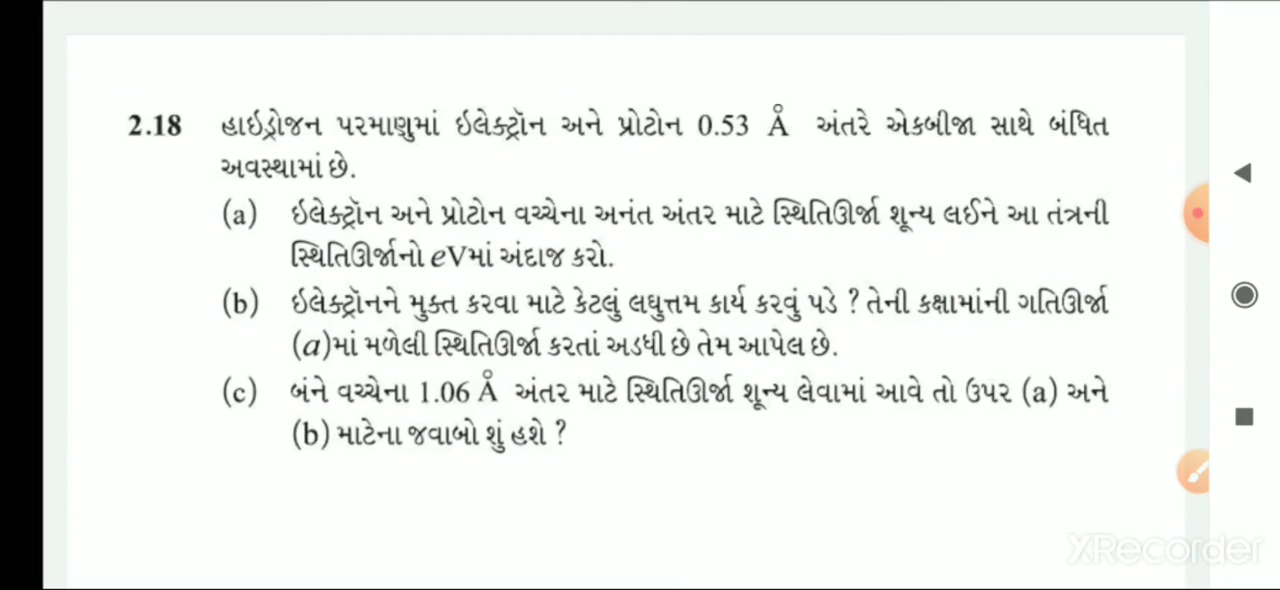 2.18 હાઇડ્રોજન પરમાણુમાં ઇલેક્ટ્રૉન અને પ્રોટોન 0.53 Å અંતરે એકબીજા સાથે બંધિત
અવસ્થામાં છે.
(a) ઇલેક્ટ્રૉન અને પ્રોટોન વચ્ચેના અનંત અંતર માટે સ્થિતિઊર્જા શૂન્ય લઈને આ તંત્રની
સ્થિતિઊર્જાનો eVમાં અંદાજ કરો.
(b) ઇલેક્ટ્રૉનને મુક્ત કરવા માટે કેટલું લઘુત્તમ કાર્ય કરવું પડે ? તેની કક્ષામાંની ગતિઊર્જા
(a)માં મળેલી સ્થિતિઊર્જા કરતાં અડધી છે તેમ આપેલ છે.
(c) બંને વચ્ચેના 1.06 Å અંતર માટે સ્થિતિઊર્જા શૂન્ય લેવામાં આવે તો ઉપર (a) અને
(b) માટેના જવાબો શું હશે ?
XRecorder